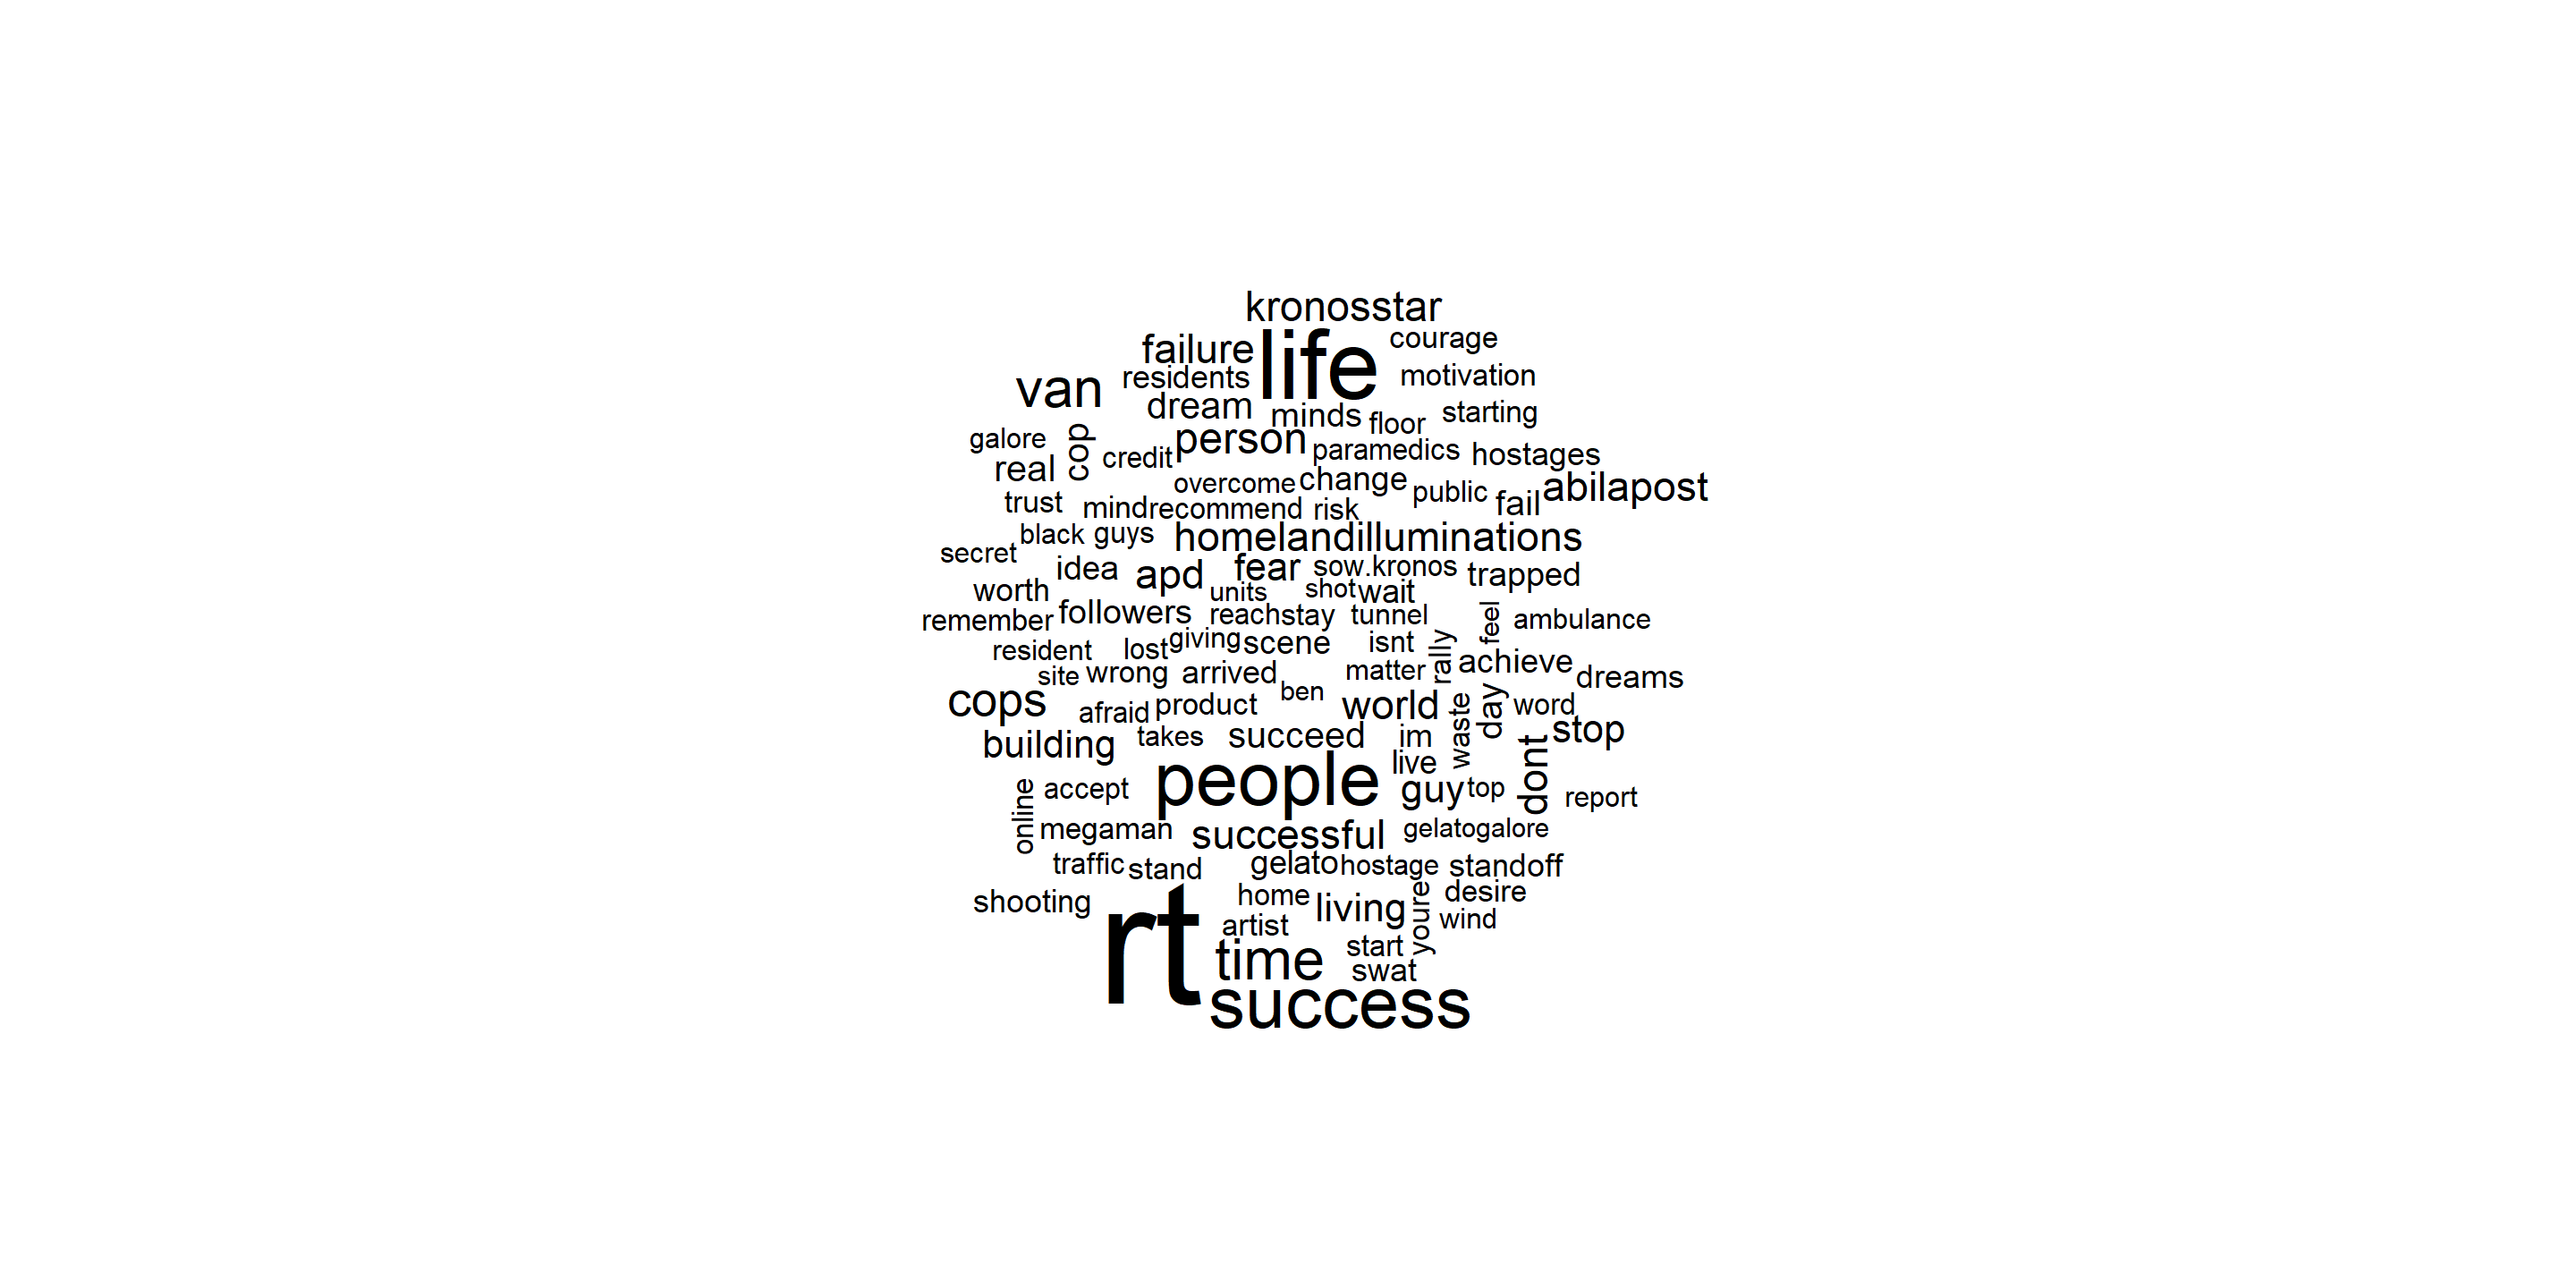 kronosstar
failure life courage
van residents motivation
dream minds floor starting
galore cop credit person paramedics hostages
real overcome change public fail abilapost
trust mind recommend risk
black guys homelandilluminations
secret idea apd fear sow.kronos trapped
worth units shot wait
remember followers reach stay tunnel feel ambulance
resident lost giving scene isnt rally achieve
site wrong arrived matter dreams
cops afraid product ben world waste day word stop
building takes succeed im dont
people live
online accept guy top report
megaman successful gelatogalore
traffic stand gelato hostage standoff
shooting rt home living youre desire
artist wind
time start
swat
success